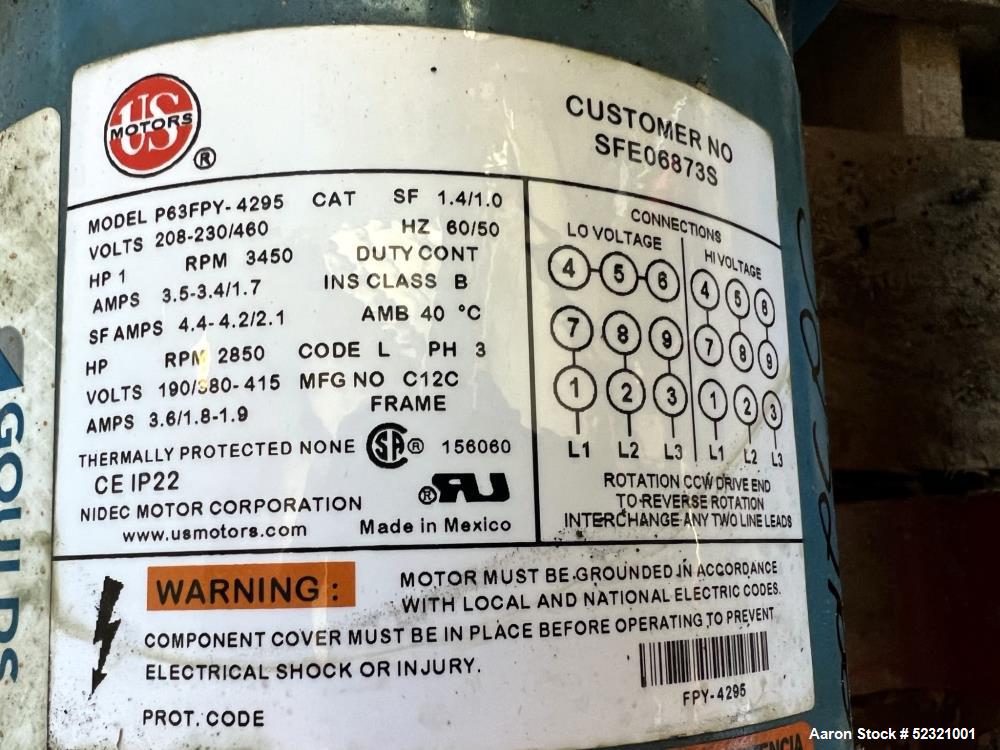 US
MOTORS
®
CUSTOMER NO
SFE06873S
MODEL P63FPY-4295 CAT SF 1.4/1.0
VOLTS 208-230/460 HZ 60/50
HP 1 RPM 3450 DUTY CONT
AMPS 3.5-3.4/1.7 INS CLASS B
SF AMPS 4.4-4.2/2.1 AMB 40 °C
HP RPM 2850 CODE L PH 3
VOLTS 190/380-415 MFG NO C12C
AMPS 3.6/1.8-1.9 FRAME
THERMALLY PROTECTED NONE SA ® 156060
CE IP22
NIDEC MOTOR CORPORATION
www.usmotors.com Made in Mexico
CONNECTIONS
LO VOLTAGE
4 5 6
7 8 9
1 2 3
L1 L2 L3
HI VOLTAGE
4 5 6
7 8 9
1 2 3
L1 L2 L3
ROTATION CCW DRIVE END
TO REVERSE ROTATION
INTERCHANGE ANY TWO LINE LEADS
WARNING: MOTOR MUST BE GROUNDED IN ACCORDANCE
WITH LOCAL AND NATIONAL ELECTRIC CODES.
COMPONENT COVER MUST BE IN PLACE BEFORE OPERATING TO PREVENT
ELECTRICAL SHOCK OR INJURY.
FPY-4295
PROT. CODE
GOULDS
Aaron Stock # 52321001